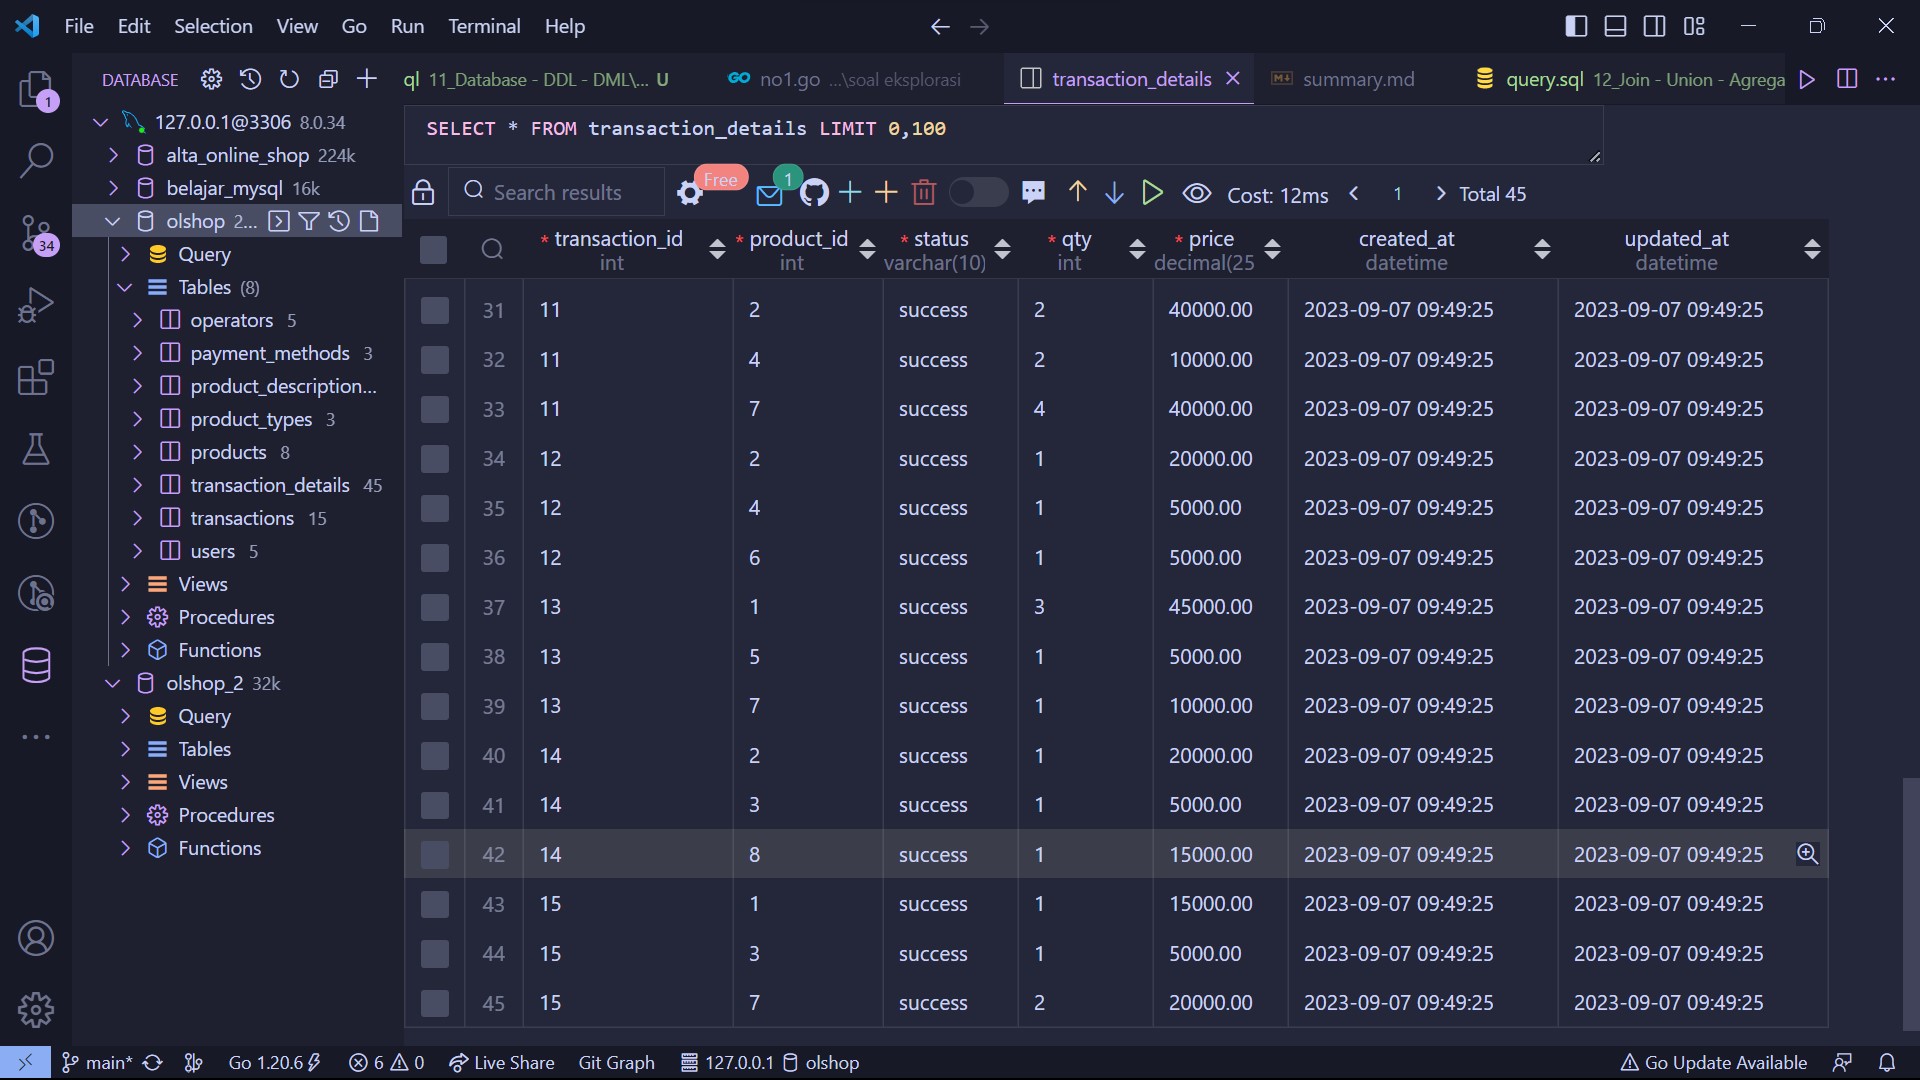 File Edit Selection View Go Run Terminal Help
DATABASE
ql 11_Database - DDL - DML\... U
no1.go ...\soal eksplorasi
transaction_details
summary.md
query.sql 12_Join - Union - Agrega
SELECT * FROM transaction_details LIMIT 0,100
Search results Free 1 Cost: 12ms 1 Total 45
1
34
127.0.0.1@3306 8.0.34
alta_online_shop 224k
belajar_mysql 16k
olshop 2...
Query
Tables (8)
operators 5
payment_methods 3
product_description...
product_types 3
products 8
transaction_details 45
transactions 15
users 5
Views
Procedures
Functions
olshop_2 32k
Query
Tables
Views
Procedures
Functions
* transaction_id * product_id * status * qty * price created_at updated_at
int int varchar(10) int decimal(25 datetime datetime
31 11 2 success 2 40000.00 2023-09-07 09:49:25 2023-09-07 09:49:25
32 11 4 success 2 10000.00 2023-09-07 09:49:25 2023-09-07 09:49:25
33 11 7 success 4 40000.00 2023-09-07 09:49:25 2023-09-07 09:49:25
34 12 2 success 1 20000.00 2023-09-07 09:49:25 2023-09-07 09:49:25
35 12 4 success 1 5000.00 2023-09-07 09:49:25 2023-09-07 09:49:25
36 12 6 success 1 5000.00 2023-09-07 09:49:25 2023-09-07 09:49:25
37 13 1 success 3 45000.00 2023-09-07 09:49:25 2023-09-07 09:49:25
38 13 5 success 1 5000.00 2023-09-07 09:49:25 2023-09-07 09:49:25
39 13 7 success 1 10000.00 2023-09-07 09:49:25 2023-09-07 09:49:25
40 14 2 success 1 20000.00 2023-09-07 09:49:25 2023-09-07 09:49:25
41 14 3 success 1 5000.00 2023-09-07 09:49:25 2023-09-07 09:49:25
42 14 8 success 1 15000.00 2023-09-07 09:49:25 2023-09-07 09:49:25
43 15 1 success 1 15000.00 2023-09-07 09:49:25 2023-09-07 09:49:25
44 15 3 success 1 5000.00 2023-09-07 09:49:25 2023-09-07 09:49:25
45 15 7 success 2 20000.00 2023-09-07 09:49:25 2023-09-07 09:49:25
main* Go 1.20.6 6 0 Live Share Git Graph 127.0.0.1 olshop Go Update Available